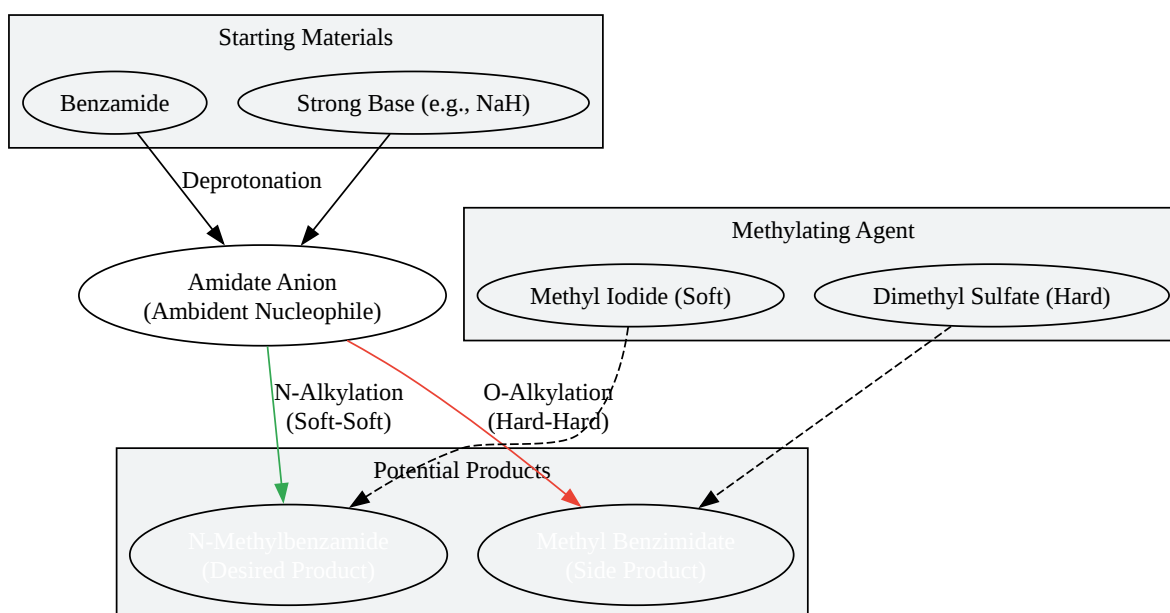 Starting Materials
Benzamide
Strong Base (e.g., NaH)
Deprotonation
Methylating Agent
Amidate Anion
(Ambident Nucleophile)
Methyl Iodide (Soft)
Dimethyl Sulfate (Hard)
N-Alkylation
(Soft-Soft)
O-Alkylation
(Hard-Hard)
Potential Products
N-Methylbenzamide
(Desired Product)
Methyl Benzimidate
(Side Product)